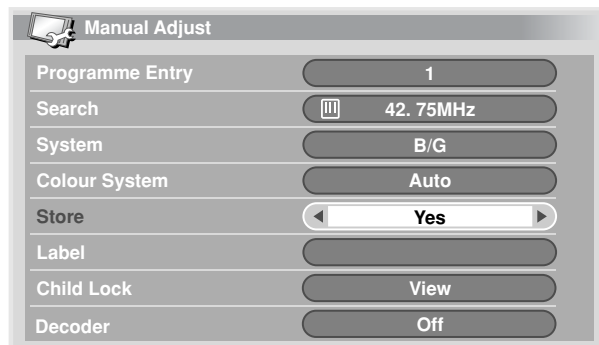 Manual Adjust
Programme Entry 1
Search 42. 75MHz
System B/G
Colour System Auto
Store Yes
Label
Child Lock View
Decoder Off